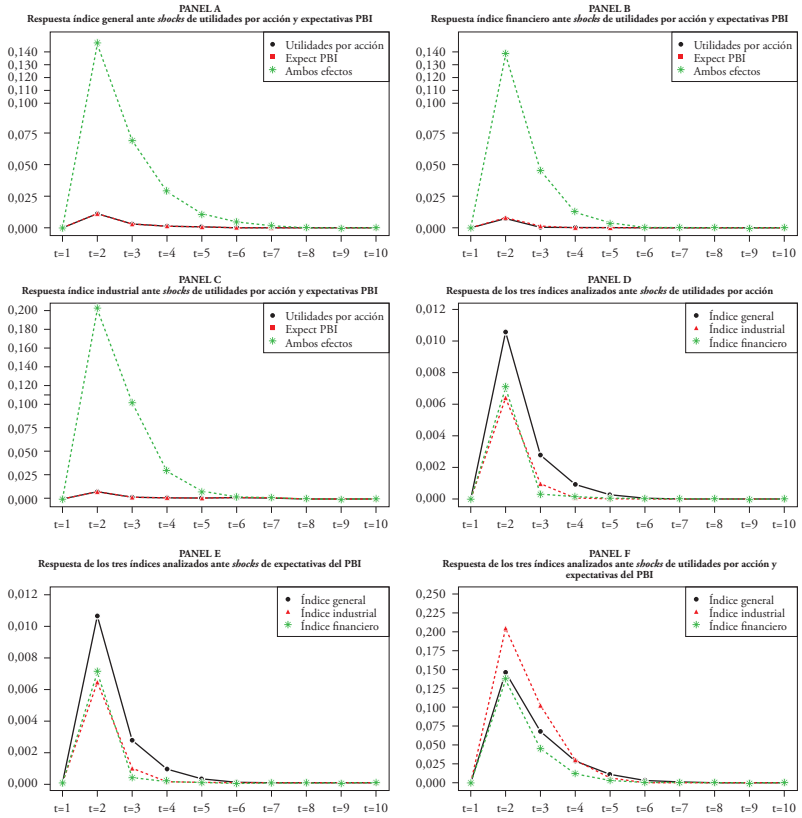 PANEL A
Respuesta índice general ante shocks de utilidades por acción y expectativas PBI
0,140
0,130
0,120
0,110
0,100
0,075
0,050
0,025
0,000
Utilidades por acción
Expect PBI
Ambos efectos
t=1 t=2 t=3 t=4 t=5 t=6 t=7 t=8 t=9 t=10
PANEL B
Respuesta índice financiero ante shocks de utilidades por acción y expectativas PBI
0,140
0,130
0,120
0,110
0,100
0,075
0,050
0,025
0,000
Utilidades por acción
Expect PBI
Ambos efectos
t=1 t=2 t=3 t=4 t=5 t=6 t=7 t=8 t=9 t=10
PANEL C
Respuesta índice industrial ante shocks de utilidades por acción y expectativas PBI
0,200
0,180
0,160
0,140
0,120
0,100
0,075
0,050
0,025
0,000
Utilidades por acción
Expect PBI
Ambos efectos
t=1 t=2 t=3 t=4 t=5 t=6 t=7 t=8 t=9 t=10
PANEL D
Respuesta de los tres índices analizados ante shocks de utilidades por acción
0,012
0,010
0,006
0,004
0,002
0,000
Índice general
Índice industrial
Índice financiero
t=1 t=2 t=3 t=4 t=5 t=6 t=7 t=8 t=9 t=10
PANEL E
Respuesta de los tres índices analizados ante shocks de expectativas del PBI
0,012
0,010
0,008
0,006
0,004
0,002
0,000
Índice general
Índice industrial
Índice financiero
t=1 t=2 t=3 t=4 t=5 t=6 t=7 t=8 t=9 t=10
PANEL F
Respuesta de los tres índices analizados ante shocks de utilidades por acción y
expectativas del PBI
0,250
0,225
0,200
0,175
0,150
0,125
0,100
0,075
0,050
0,025
0,000
Índice general
Índice industrial
Índice financiero
t=1 t=2 t=3 t=4 t=5 t=6 t=7 t=8 t=9 t=10